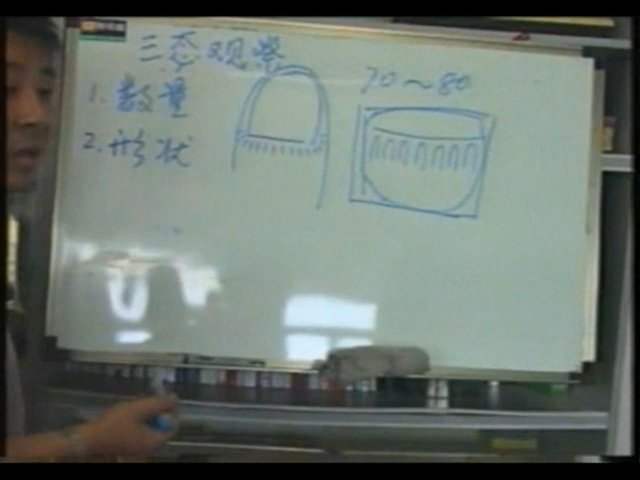 三态观察
1. 数量
2. 形状
70~80